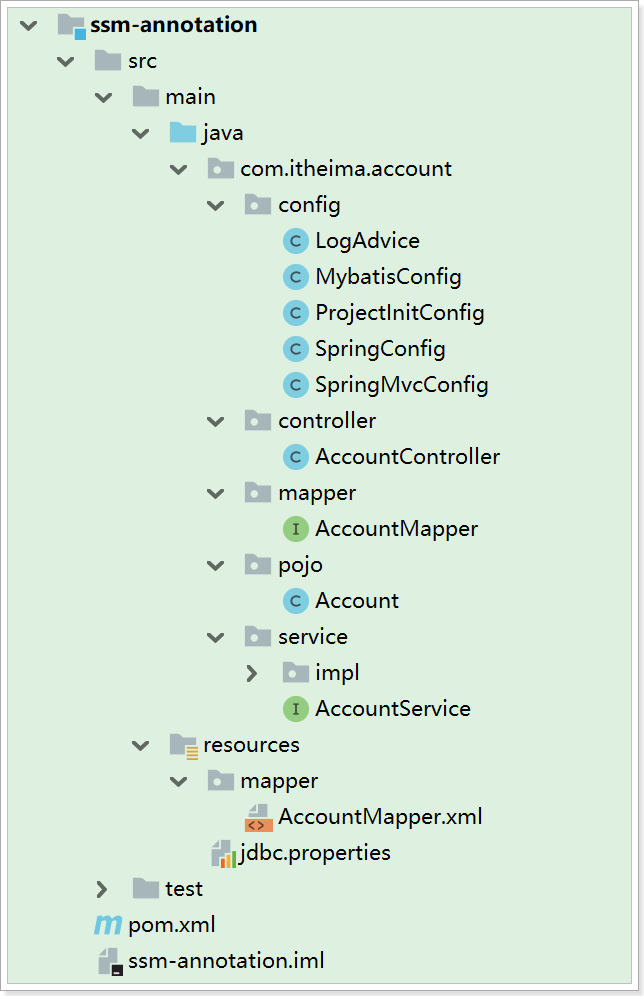 ssm-annotation
src
main
java
com.itheima.account
config
C LogAdvice
C MybatisConfig
C ProjectInitConfig
C SpringConfig
C SpringMvcConfig
controller
C AccountController
mapper
I AccountMapper
pojo
C Account
service
impl
I AccountService
resources
mapper
<> AccountMapper.xml
jdbc.properties
test
m pom.xml
ssm-annotation.iml